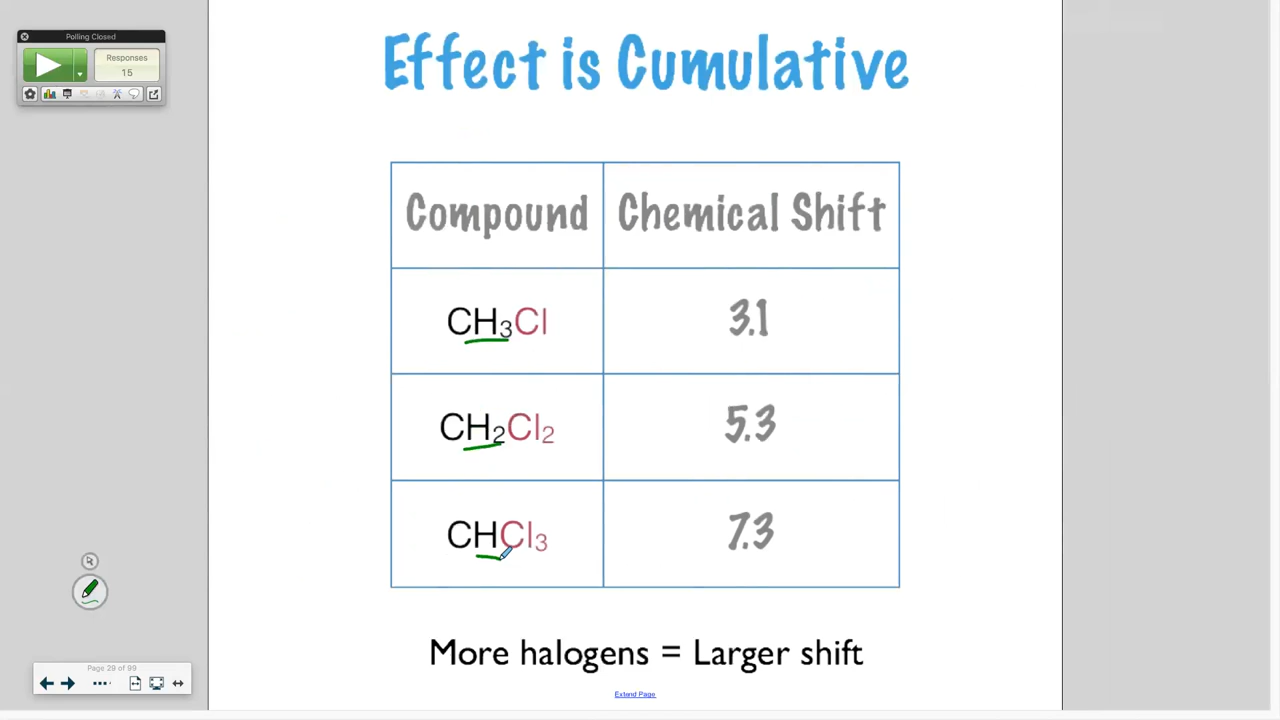 Polling Closed
Responses
15
Effect is Cumulative
Compound Chemical Shift
CH₃Cl 3.1
CH₂Cl₂ 5.3
CHCl₃ 7.3
More halogens = Larger shift
Page 29 of 99
Extend Page